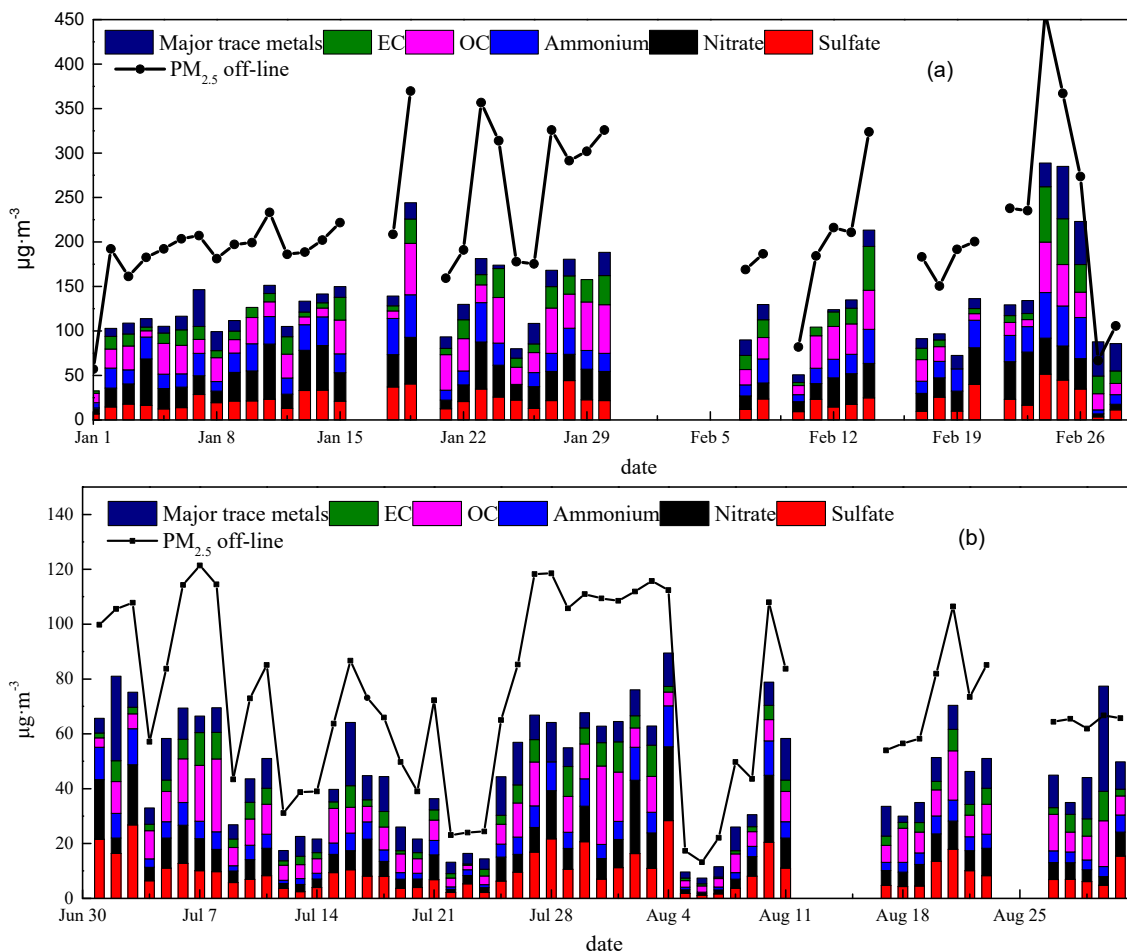 450
400
350
300
250
200
150
100
50
0
μg·m⁻³
Major trace metals EC OC Ammonium Nitrate Sulfate
PM₂.₅ off-line
(a)
Jan 1 Jan 8 Jan 15 Jan 22 Jan 29 Feb 5 Feb 12 Feb 19 Feb 26
date
140
120
100
80
60
40
20
0
μg·m⁻³
Major trace metals EC OC Ammonium Nitrate Sulfate
PM₂.₅ off-line
(b)
Jun 30 Jul 7 Jul 14 Jul 21 Jul 28 Aug 4 Aug 11 Aug 18 Aug 25
date